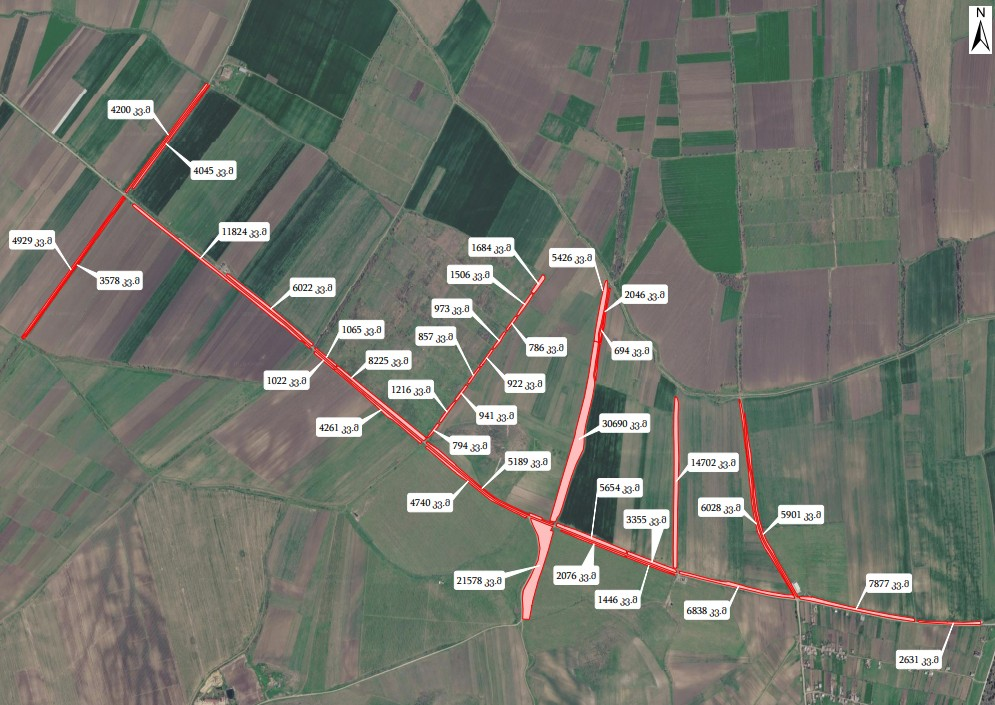 N
4200 კვ.მ
4045 კვ.მ
11824 კვ.მ
4929 კვ.მ
1684 კვ.მ
5426 კვ.მ
3578 კვ.მ
1506 კვ.მ
6022 კვ.მ
2046 კვ.მ
973 კვ.მ
1065 კვ.მ
857 კვ.მ
786 კვ.მ
694 კვ.მ
8225 კვ.მ
1022 კვ.მ
922 კვ.მ
1216 კვ.მ
941 კვ.მ
30690 კვ.მ
4261 კვ.მ
794 კვ.მ
5189 კვ.მ
14702 კვ.მ
5654 კვ.მ
4740 კვ.მ
6028 კვ.მ
5901 კვ.მ
3355 კვ.მ
2076 კვ.მ
21578 კვ.მ
7877 კვ.მ
1446 კვ.მ
6838 კვ.მ
2631 კვ.მ